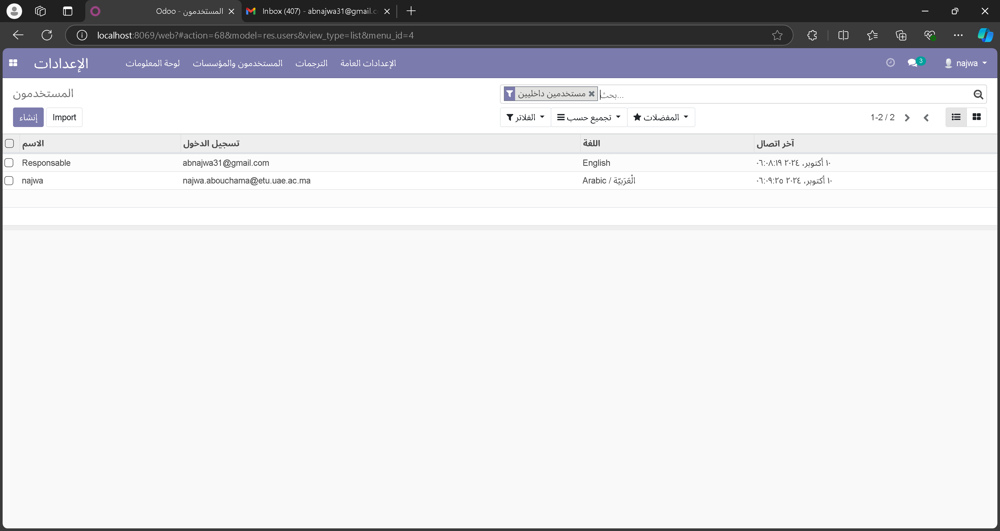 Odoo - المستخدمون
Inbox (407) - abnajwa31@gmail.c
localhost:8069/web?#action=68&model=res.users&view_type=list&menu_id=4
الإعدادات
لوحة المعلومات
المستخدمون والمؤسسات
الترجمات
الإعدادات العامة
3
najwa
المستخدمون
مستخدمين داخليين
بحث...
إنشاء
Import
الفلاتر
تجميع حسب
المفضلات
1-2 / 2
الاسم تسجيل الدخول اللغة آخر اتصال
Responsable abnajwa31@gmail.com English ١٠ أكتوبر، ٢٠٢٤ ٠٦:٠٨:١٩
najwa najwa.abouchama@etu.uae.ac.ma Arabic / الْعَرَبيّة ١٠ أكتوبر، ٢٠٢٤ ٠٦:٠٩:٢٥